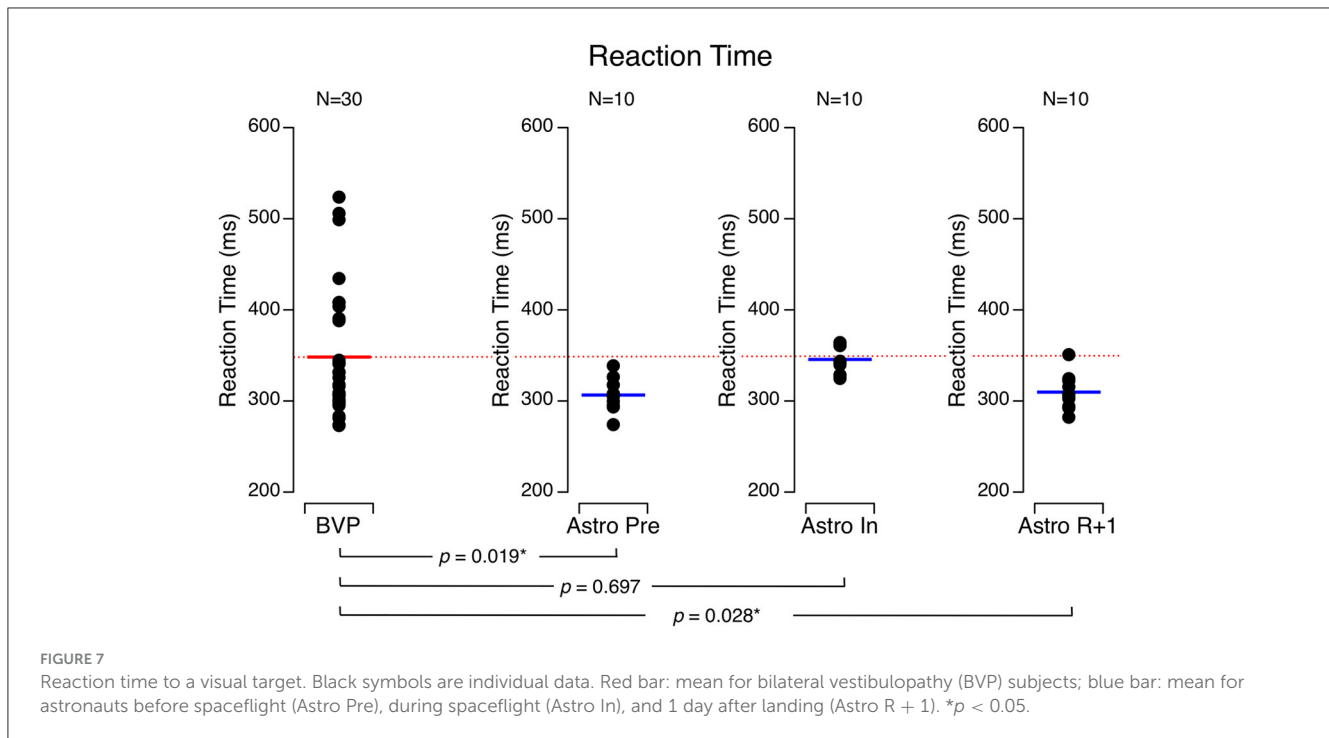 Reaction Time
N=30
N=10
N=10
N=10
600
500
400
300
200
Reaction Time (ms)
BVP
600
500
400
300
200
Reaction Time (ms)
Astro Pre
600
500
400
300
200
Reaction Time (ms)
Astro In
600
500
400
300
200
Reaction Time (ms)
Astro R+1
p = 0.019*
p = 0.697
p = 0.028*
FIGURE 7
Reaction time to a visual target. Black symbols are individual data. Red bar: mean for bilateral vestibulopathy (BVP) subjects; blue bar: mean for
astronauts before spaceflight (Astro Pre), during spaceflight (Astro In), and 1 day after landing (Astro R + 1). *p < 0.05.